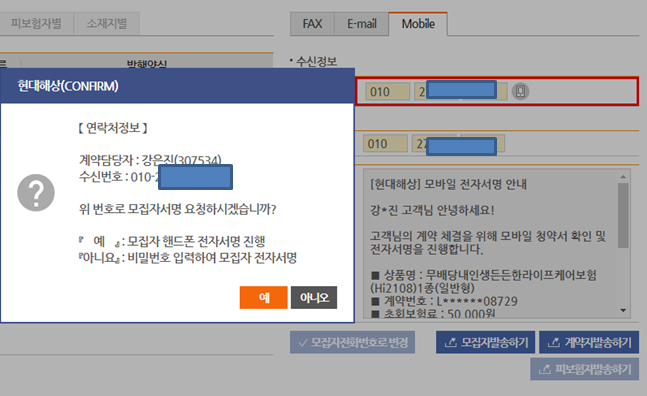 피보험자별 소재지별
발행양식
FAX E-mail Mobile
• 수신정보
010 2
010 27
현대해상(CONFIRM)
【 연락처정보 】
계약담당자 : 강은진(307534)
수신번호 : 010-2
위 번호로 모집자서명 요청하시겠습니까?
『 예 』 : 모집자 핸드폰 전자서명 진행
『아니요』 : 비밀번호 입력하여 모집자 전자서명
예 아니오
[현대해상] 모바일 전자서명 안내
강*진 고객님 안녕하세요!
고객님의 계약 체결을 위해 모바일 청약서 확인 및
전자서명을 진행합니다.
■ 상품명 : 무배당내인생든든한라이프케어보험
(Hi2108)1종(일반형)
■ 계약번호 : L******08729
■ 초회보험료 : 50,000원
모집자전화번호로 변경 모집자발송하기 계약자발송하기
피보험자발송하기